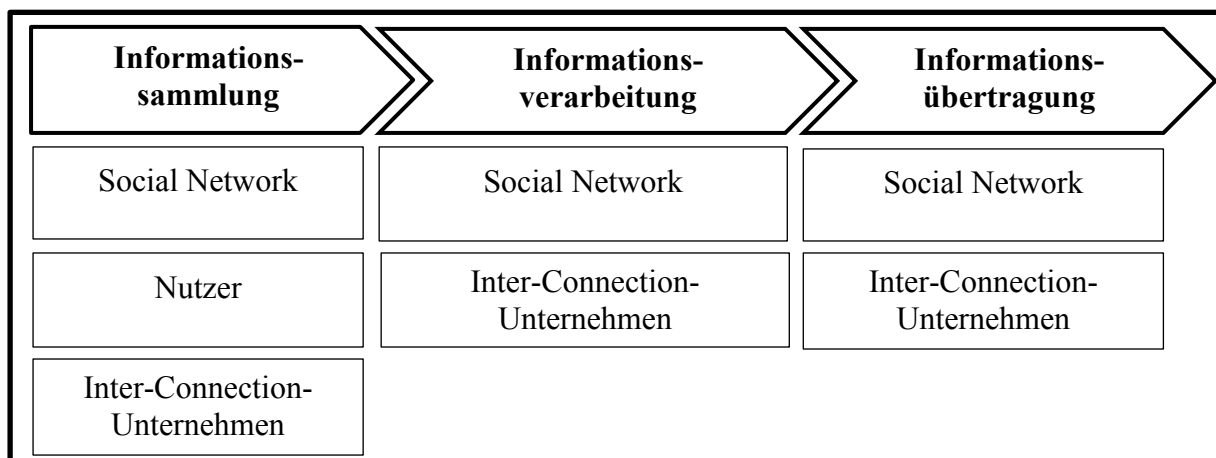 Informations-
sammlung
Informations-
verarbeitung
Informations-
übertragung
Social Network
Social Network
Social Network
Nutzer
Inter-Connection-
Unternehmen
Inter-Connection-
Unternehmen
Inter-Connection-
Unternehmen